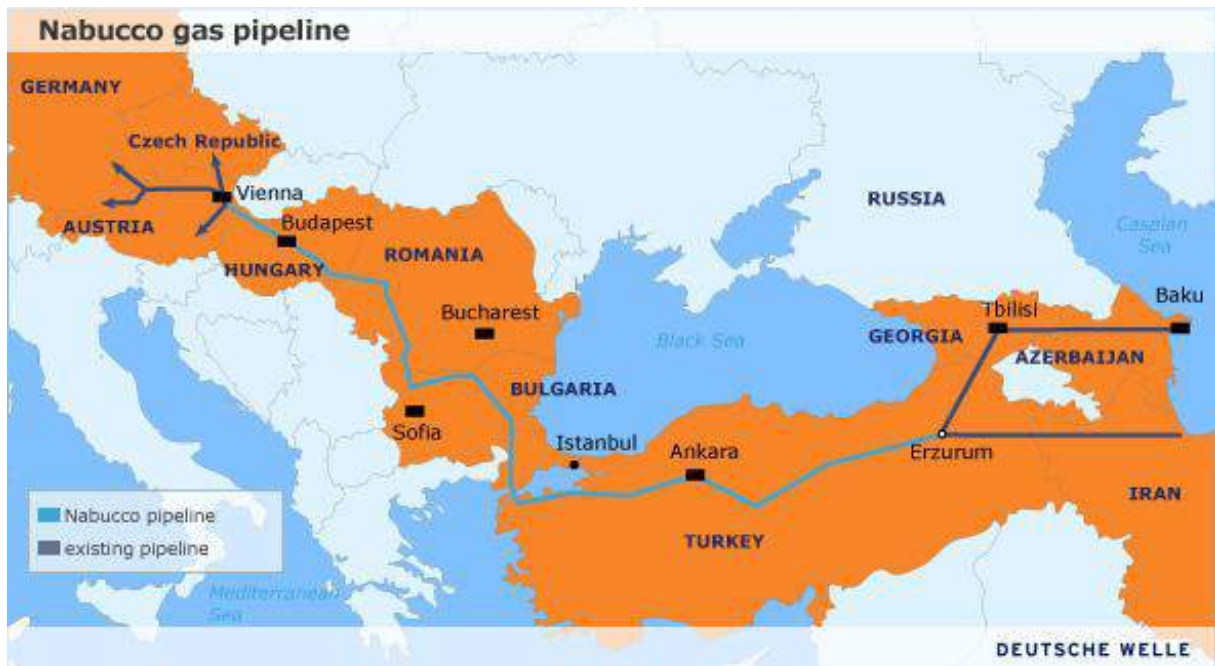 Nabucco gas pipeline
GERMANY
Czech Republic
Vienna
AUSTRIA
Budapest
HUNGARY
ROMANIA
Bucharest
BULGARIA
Sofia
Istanbul
Ankara
TURKEY
Black Sea
RUSSIA
Caspian
Sea
Baku
Tbilisi
GEORGIA
AZERBAIJAN
Erzurum
IRAN
Nabucco pipeline
existing pipeline
Mediterranean
Sea
DEUTSCHE WELLE